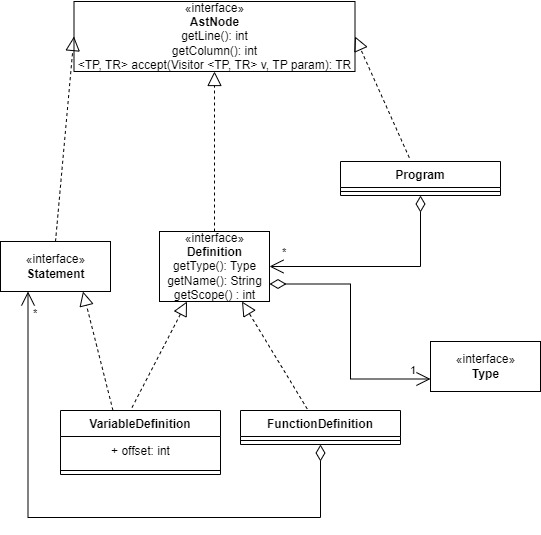 «interface»
AstNode
getLine(): int
getColumn(): int
<TP, TR> accept(Visitor <TP, TR> v, TP param): TR
Program
«interface»
Definition
getType(): Type
getName(): String
getScope() : int
*
«interface»
Statement
*
«interface»
Type
1
VariableDefinition
+ offset: int
FunctionDefinition